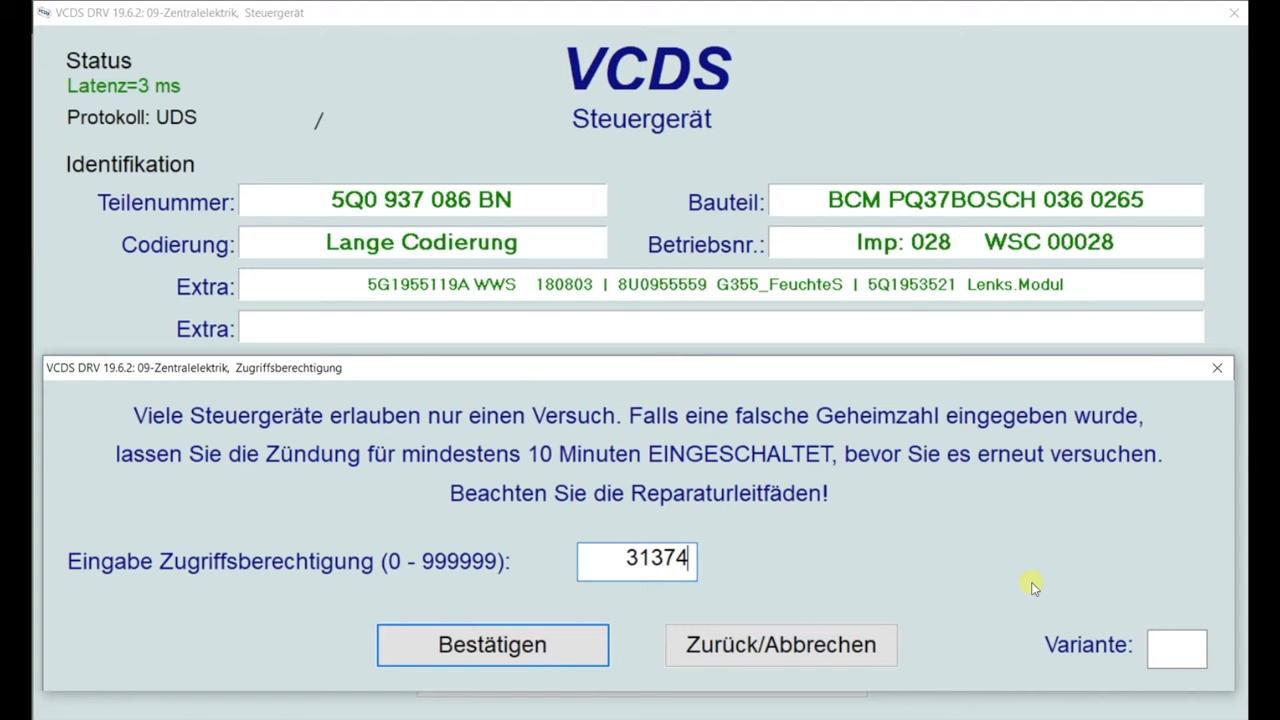 VCDS DRV 19.6.2: 09-Zentralelektrik, Steuergerät
Status
Latenz=3 ms
Protokoll: UDS
/
VCDS
Steuergerät
Identifikation
Teilenummer: 5Q0 937 086 BN
Bauteil: BCM PQ37BOSCH 036 0265
Codierung: Lange Codierung
Betriebsnr.: Imp: 028 WSC 00028
Extra: 5G1955119A WWS 180803 | 8U0955559 G355_FeuchteS | 5Q1953521 Lenks.Modul
Extra:
VCDS DRV 19.6.2: 09-Zentralelektrik, Zugriffsberechtigung
Viele Steuergeräte erlauben nur einen Versuch. Falls eine falsche Geheimzahl eingegeben wurde,
lassen Sie die Zündung für mindestens 10 Minuten EINGESCHALTET, bevor Sie es erneut versuchen.
Beachten Sie die Reparaturleitfäden!
Eingabe Zugriffsberechtigung (0 - 999999): 31374
Bestätigen
Zurück/Abbrechen
Variante: